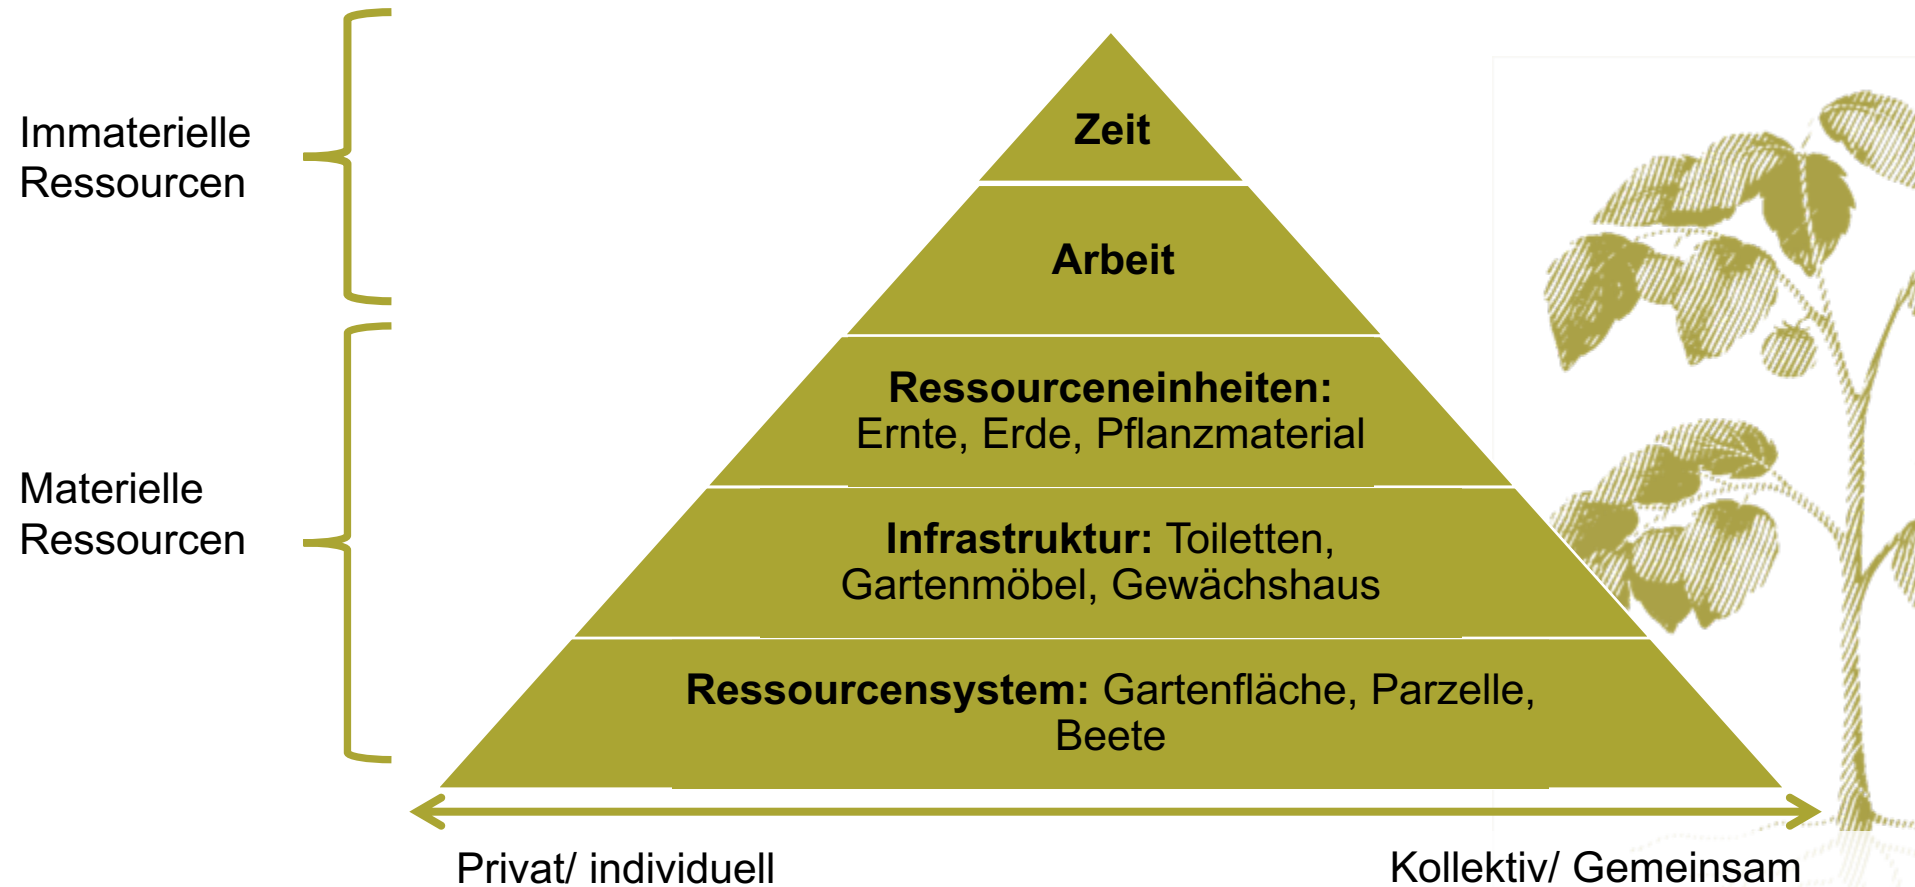 Immaterielle
Ressourcen
Zeit
Arbeit
Ressourceneinheiten:
Ernte, Erde, Pflanzmaterial
Materielle
Ressourcen
Infrastruktur: Toiletten,
Gartenmöbel, Gewächshaus
Ressourcensystem: Gartenfläche, Parzelle,
Beete
Privat/ individuell
Kollektiv/ Gemeinsam